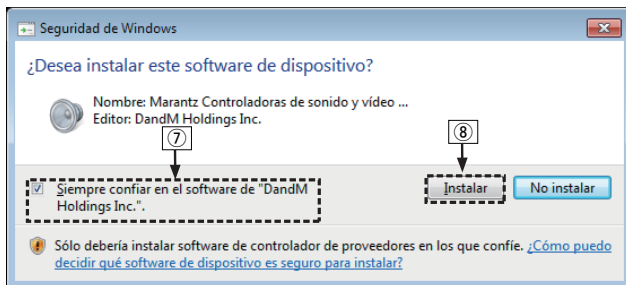 Seguridad de Windows
¿Desea instalar este software de dispositivo?
Nombre: Marantz Controladoras de sonido y vídeo ...
Editor: DandM Holdings Inc.
⑦
⑧
Siempre confiar en el software de "DandM
Holdings Inc.".
Instalar
No instalar
Sólo debería instalar software de controlador de proveedores en los que confíe. ¿Cómo puedo
decidir qué software de dispositivo es seguro para instalar?